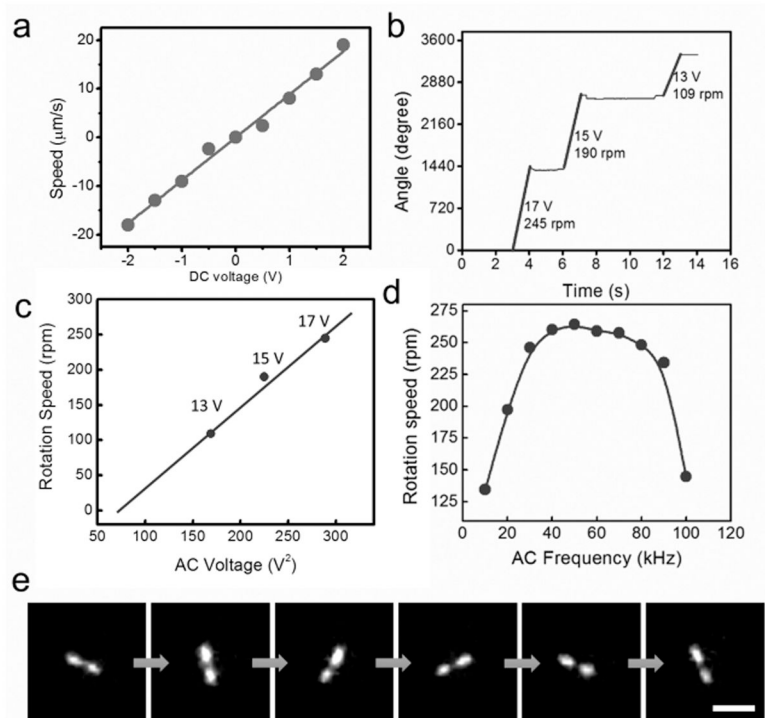 a
Speed (μm/s)
20
10
0
-10
-20
-2
-1
0
1
2
DC voltage (V)
b
Angle (degree)
3600
2880
2160
1440
720
0
17 V
245 rpm
15 V
190 rpm
13 V
109 rpm
0
2
4
6
8
10
12
14
16
Time (s)
c
Rotation Speed (rpm)
300
250
200
150
100
50
0
13 V
15 V
17 V
50
100
150
200
250
300
AC Voltage (V²)
d
Rotation speed (rpm)
275
250
225
200
175
150
125
0
20
40
60
80
100
120
AC Frequency (kHz)
e